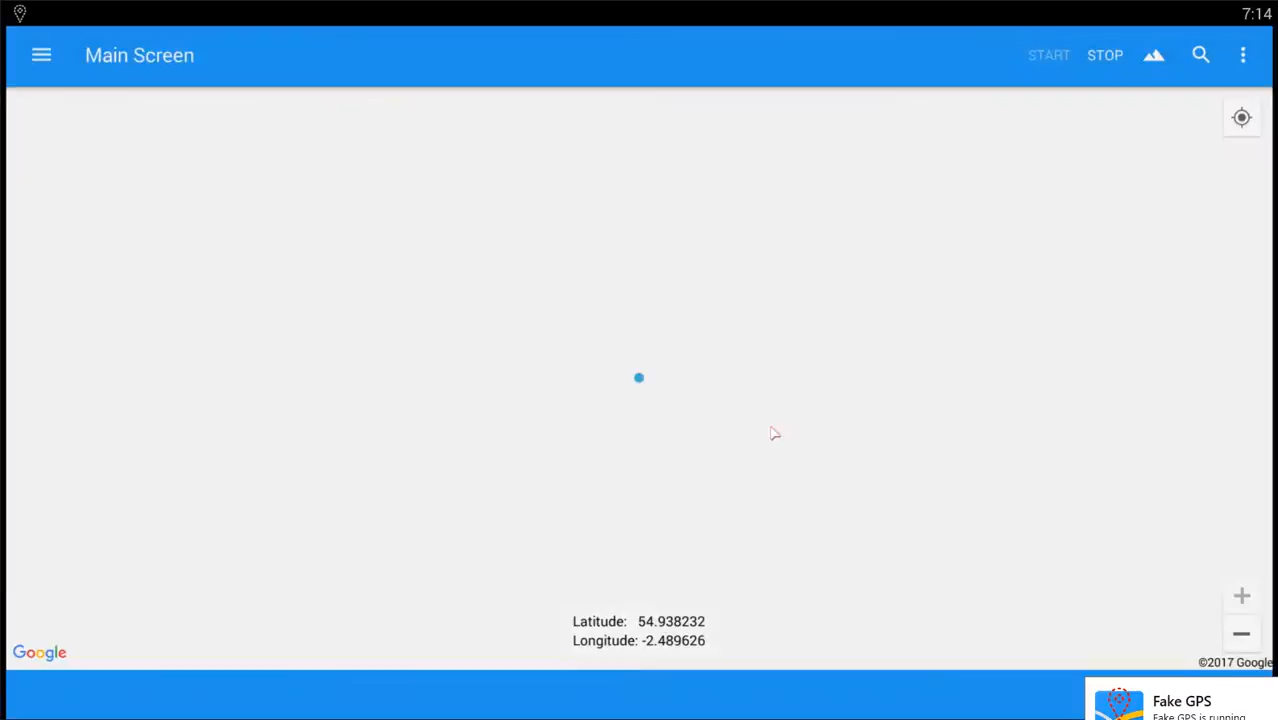 7:14
Main Screen
START STOP
Latitude: 54.938232
Longitude: -2.489626
Google
©2017 Google
Fake GPS
Fake GPS is running